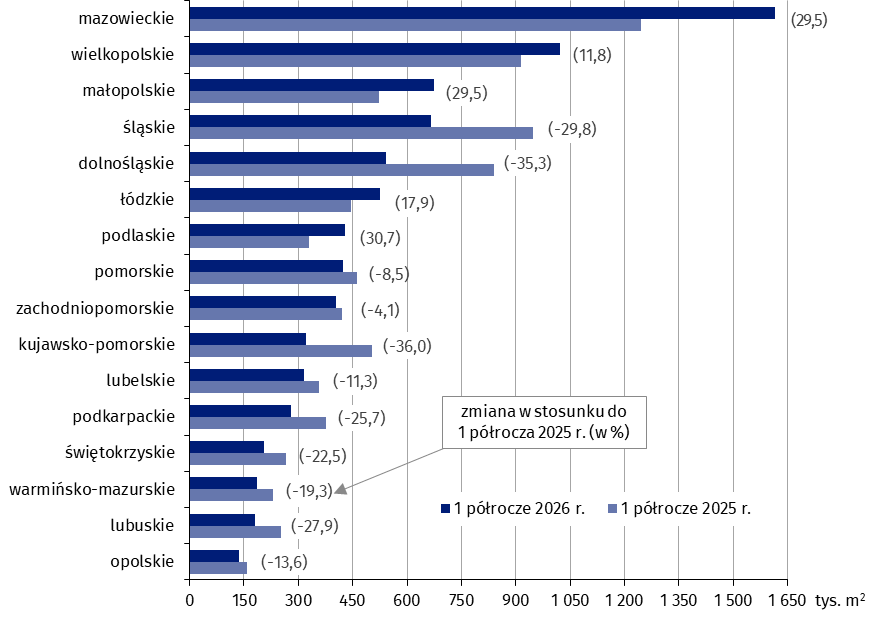 mazowieckie (29,5)
wielkopolskie (11,8)
małopolskie (29,5)
śląskie (-29,8)
dolnośląskie (-35,3)
łódzkie (17,9)
podlaskie (30,7)
pomorskie (-8,5)
zachodniopomorskie (-4,1)
kujawsko-pomorskie (-36,0)
lubelskie (-11,3)
podkarpackie (-25,7)
zmiana w stosunku do
1 półrocza 2025 r. (w %)
świętokrzyskie (-22,5)
warmińsko-mazurskie (-19,3)
1 półrocze 2026 r. 1 półrocze 2025 r.
lubuskie (-27,9)
opolskie (-13,6)
0 150 300 450 600 750 900 1 050 1 200 1 350 1 500 1 650 tys. m²